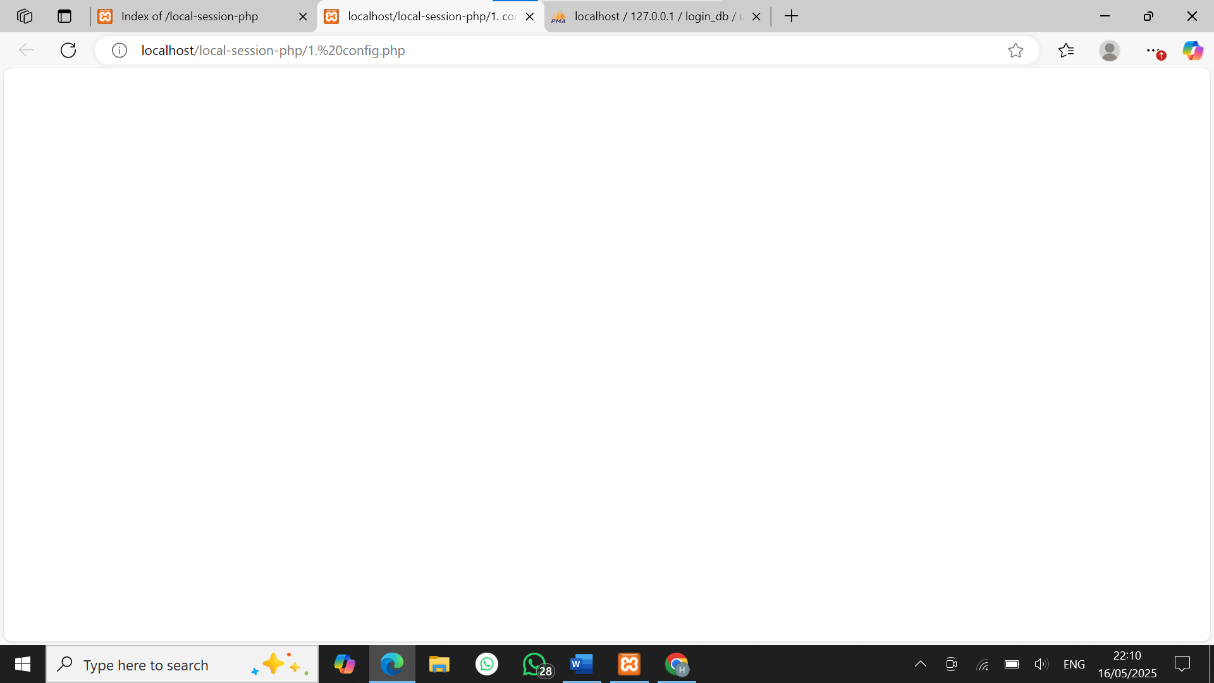 Index of /local-session-php
localhost/local-session-php/1. co
localhost / 127.0.0.1 / login_db /
localhost/local-session-php/1.%20config.php
Type here to search
28
ENG
22:10
16/05/2025